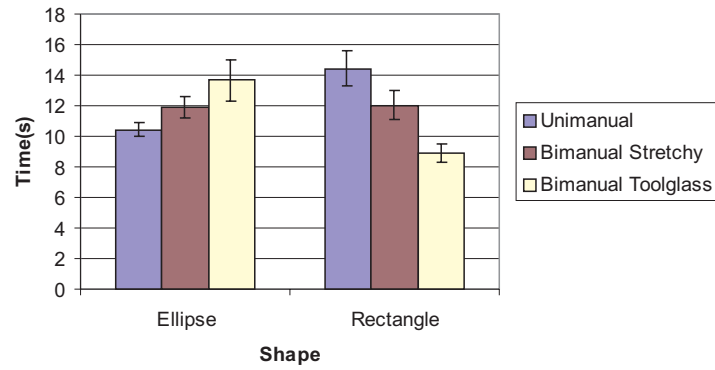 18
16
14
12
10
8
6
4
2
0
Time(s)
Ellipse
Rectangle
Shape
Unimanual
Bimanual Stretchy
Bimanual Toolglass